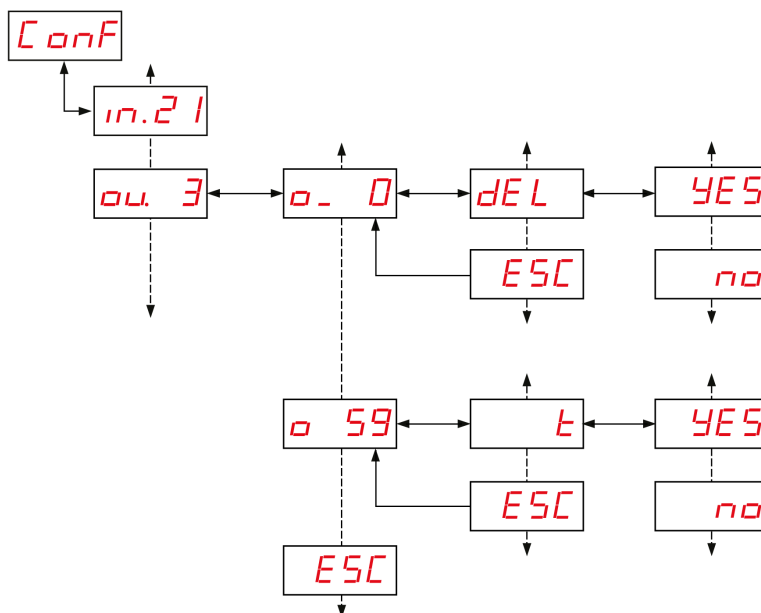 ConF
in.21
ou. 3
o_ 0
dEL
YES
ESC
no
o 59
t
YES
ESC
no
ESC